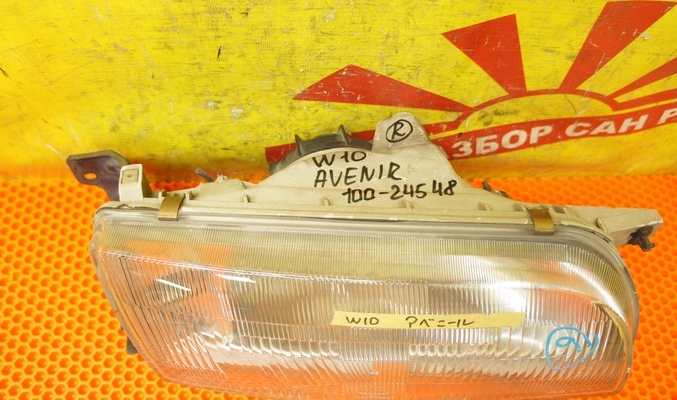 ЗБОР.САН Р
R
W10
AVENIR
100-24548
W10 アベニール